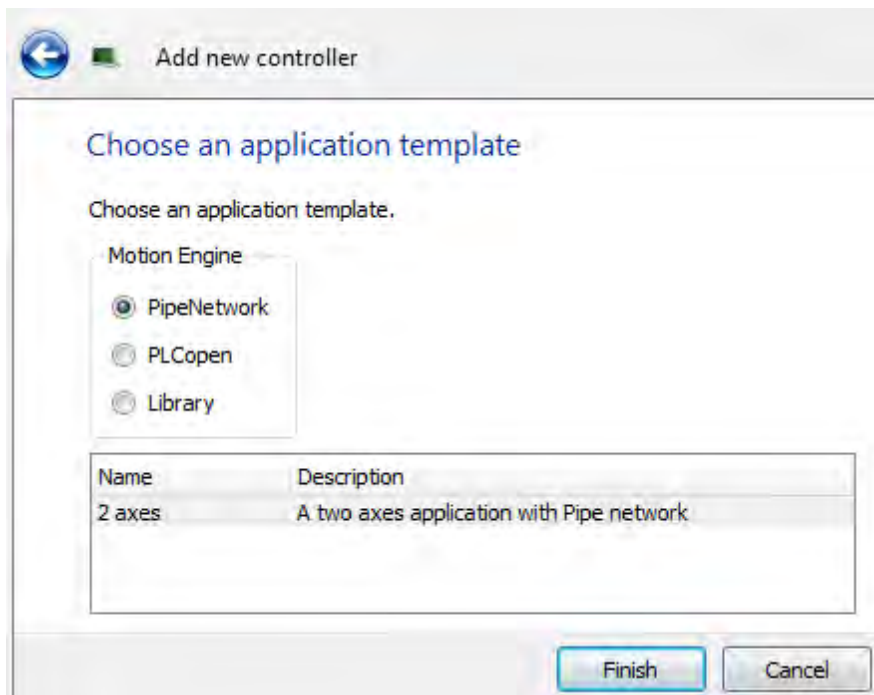 Add new controller
Choose an application template
Choose an application template.
Motion Engine
PipeNetwork
PLCopen
Library
Name Description
2 axes A two axes application with Pipe network
Finish Cancel